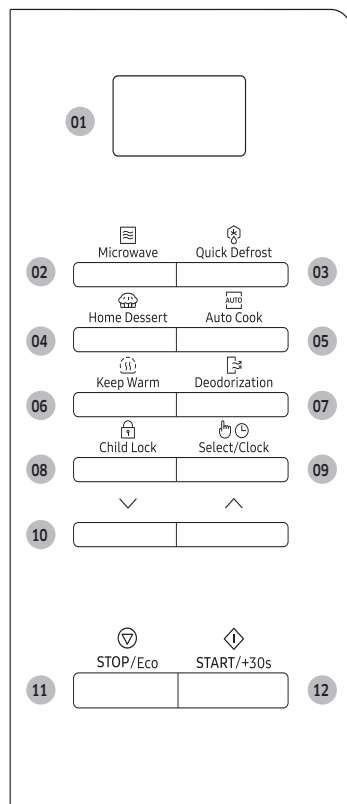 01
Microwave Quick Defrost
02 03
Home Dessert AUTO Auto Cook
04 05
Keep Warm Deodorization
06 07
Child Lock Select/Clock
08 09
10
STOP/Eco START/+30s
11 12